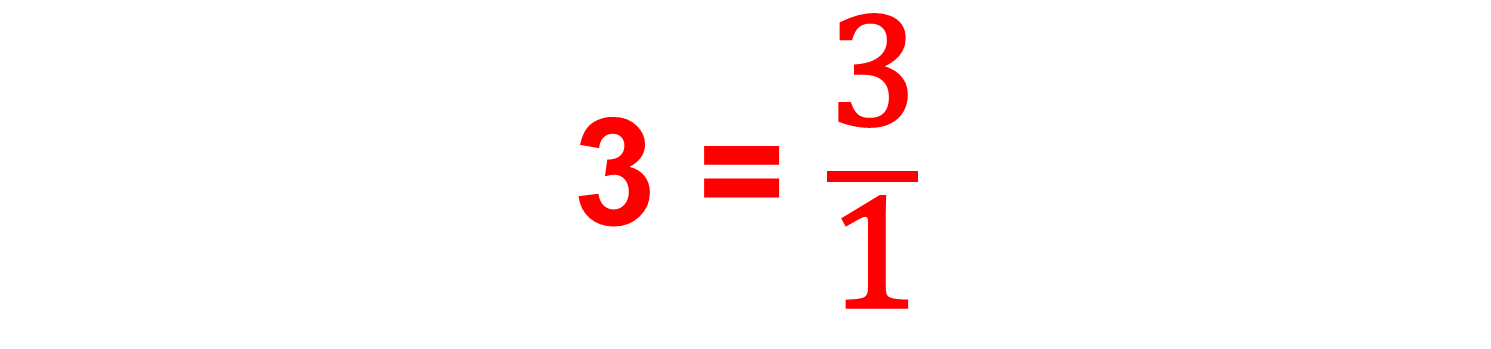 3 = 3/1